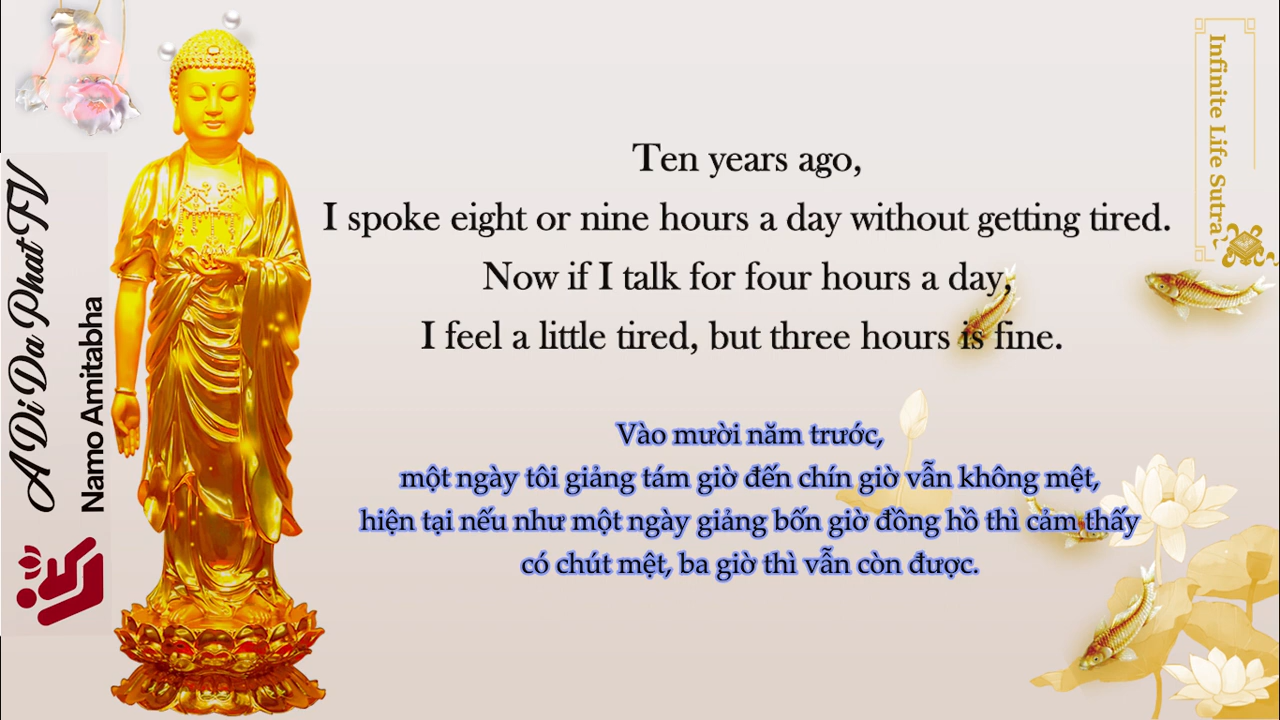 A Di Da Phat TV
Namo Amitabha
Ten years ago,
I spoke eight or nine hours a day without getting tired.
Now if I talk for four hours a day,
I feel a little tired, but three hours is fine.
Vào mười năm trước,
một ngày tôi giảng tám giờ đến chín giờ vẫn không mệt,
hiện tại nếu như một ngày giảng bốn giờ đồng hồ thì cảm thấy
có chút mệt, ba giờ thì vẫn còn được.
Infinite Life Sutra